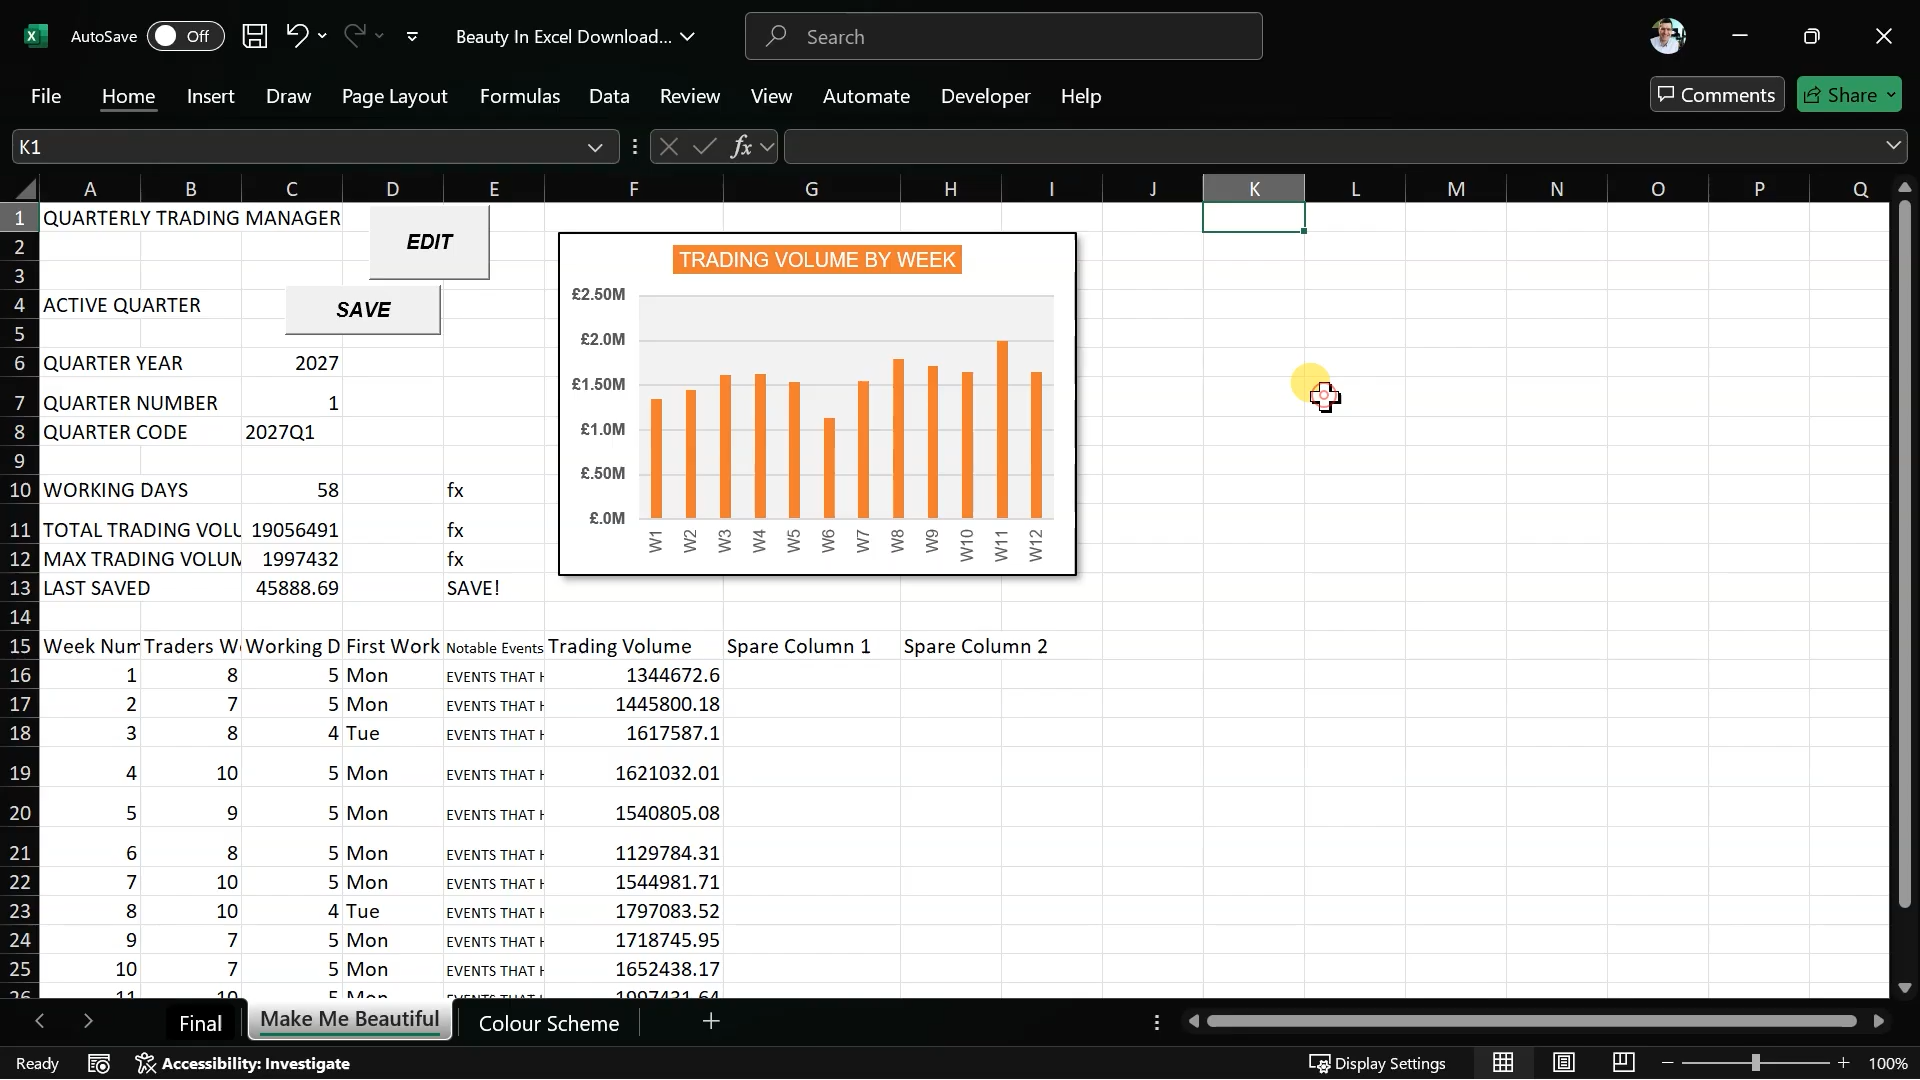 AutoSave Off Beauty In Excel Download... Search
File Home Insert Draw Page Layout Formulas Data Review View Automate Developer Help Comments Share
K1 fx
A B C D E F G H I J K L M N O P Q
1 QUARTERLY TRADING MANAGER
EDIT
2
3
4 ACTIVE QUARTER
SAVE
5
6 QUARTER YEAR 2027
7 QUARTER NUMBER 1
8 QUARTER CODE 2027Q1
9
10 WORKING DAYS 58 fx
11 TOTAL TRADING VOLU 19056491 fx
12 MAX TRADING VOLUM 1997432 fx
13 LAST SAVED 45888.69 SAVE!
14
TRADING VOLUME BY WEEK
£2.50M
£2.0M
£1.50M
£1.0M
£.50M
£.0M
W1 W2 W3 W4 W5 W6 W7 W8 W9 W10 W11 W12
15 Week Num Traders W Working D First Work Notable Events Trading Volume Spare Column 1 Spare Column 2
16 1 8 5 Mon EVENTS THAT H 1344672.6
17 2 7 5 Mon EVENTS THAT H 1445800.18
18 3 8 4 Tue EVENTS THAT H 1617587.1
19 4 10 5 Mon EVENTS THAT H 1621032.01
20 5 9 5 Mon EVENTS THAT H 1540805.08
21 6 8 5 Mon EVENTS THAT H 1129784.31
22 7 10 5 Mon EVENTS THAT H 1544981.71
23 8 10 4 Tue EVENTS THAT H 1797083.52
24 9 7 5 Mon EVENTS THAT H 1718745.95
25 10 7 5 Mon EVENTS THAT H 1652438.17
26 11 10 5 Mon EVENTS THAT H 1997431.64
Final Make Me Beautiful Colour Scheme
Ready Accessibility: Investigate Display Settings 100%